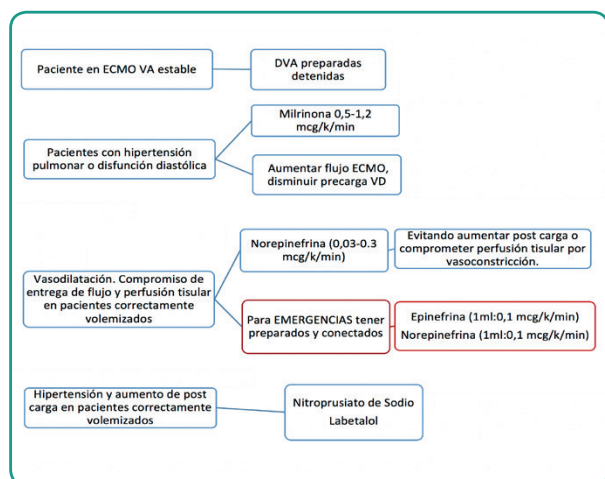 Paciente en ECMO VA estable
DVA preparadas
detenidas
Pacientes con hipertensión
pulmonar o disfunción diastólica
Milrinona 0,5-1,2
mcg/k/min
Aumentar flujo ECMO,
disminuir precarga VD
Vasodilatación. Compromiso de
entrega de flujo y perfusión tisular
en pacientes correctamente
volemizados
Norepinefrina (0,03-0.3
mcg/k/min)
Evitando aumentar post carga o
comprometer perfusión tisular por
vasoconstricción.
Para EMERGENCIAS tener
preparados y conectados
Epinefrina (1ml:0,1 mcg/k/min)
Norepinefrina (1ml:0,1 mcg/k/min)
Hipertensión y aumento de post
carga en pacientes correctamente
volemizados
Nitroprusiato de Sodio
Labetalol